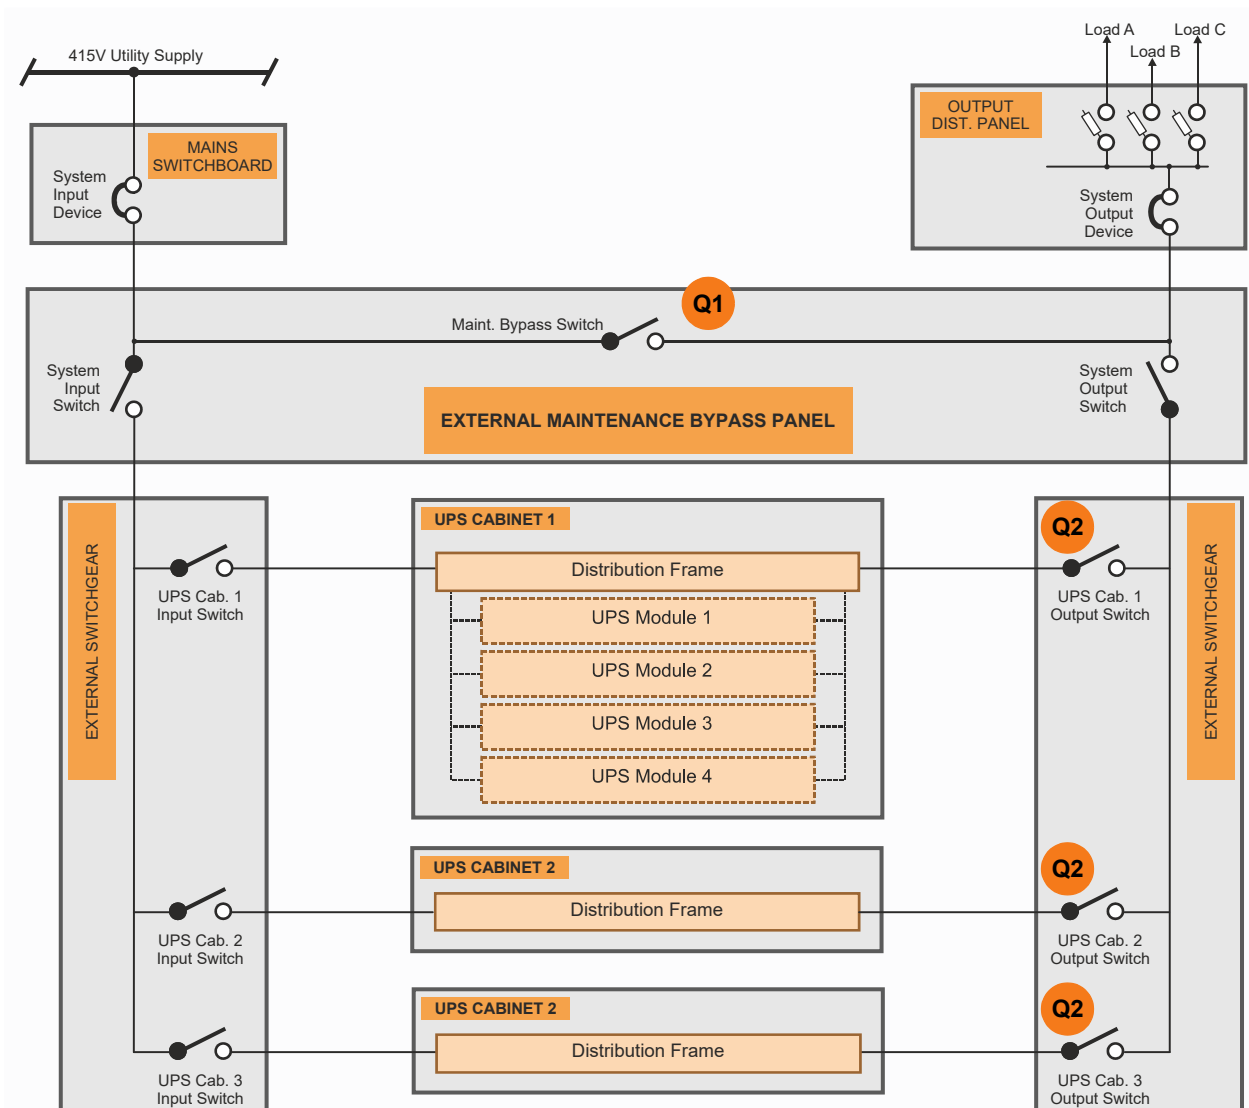 415V Utility Supply
MAINS
SWITCHBOARD
System
Input
Device
Load A
Load B
Load C
OUTPUT
DIST. PANEL
System
Output
Device
Q1
Maint. Bypass Switch
System
Input
Switch
EXTERNAL MAINTENANCE BYPASS PANEL
System
Output
Switch
EXTERNAL SWITCHGEAR
UPS Cab. 1
Input Switch
UPS CABINET 1
Distribution Frame
UPS Module 1
UPS Module 2
UPS Module 3
UPS Module 4
Q2
UPS Cab. 1
Output Switch
EXTERNAL SWITCHGEAR
UPS Cab. 2
Input Switch
UPS CABINET 2
Distribution Frame
Q2
UPS Cab. 2
Output Switch
UPS Cab. 3
Input Switch
UPS CABINET 2
Distribution Frame
Q2
UPS Cab. 3
Output Switch